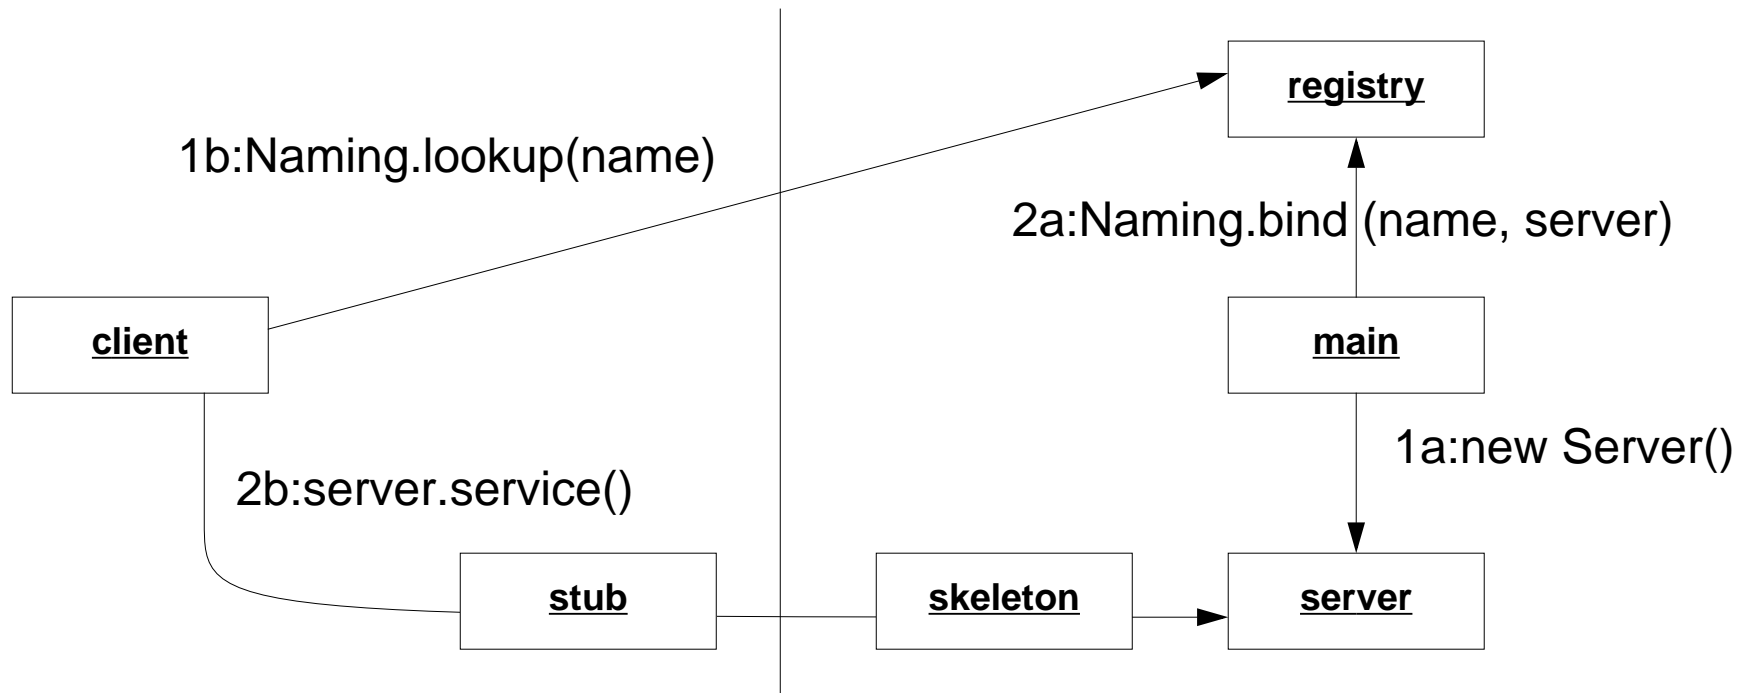 registry
1b:Naming.lookup(name)
2a:Naming.bind (name, server)
client
main
1a:new Server()
2b:server.service()
stub
skeleton
server